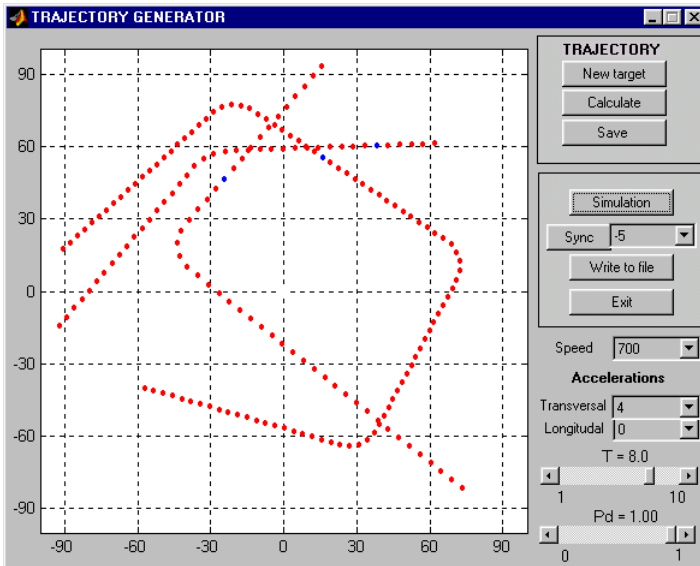 TRAJECTORY GENERATOR
90
60
30
0
-30
-60
-90
-90 -60 -30 0 30 60 90
TRAJECTORY
New target
Calculate
Save
Simulation
Sync -5
Write to file
Exit
Speed 700
Accelerations
Transversal 4
Longitudal 0
T = 8.0
1 10
Pd = 1.00
0 1